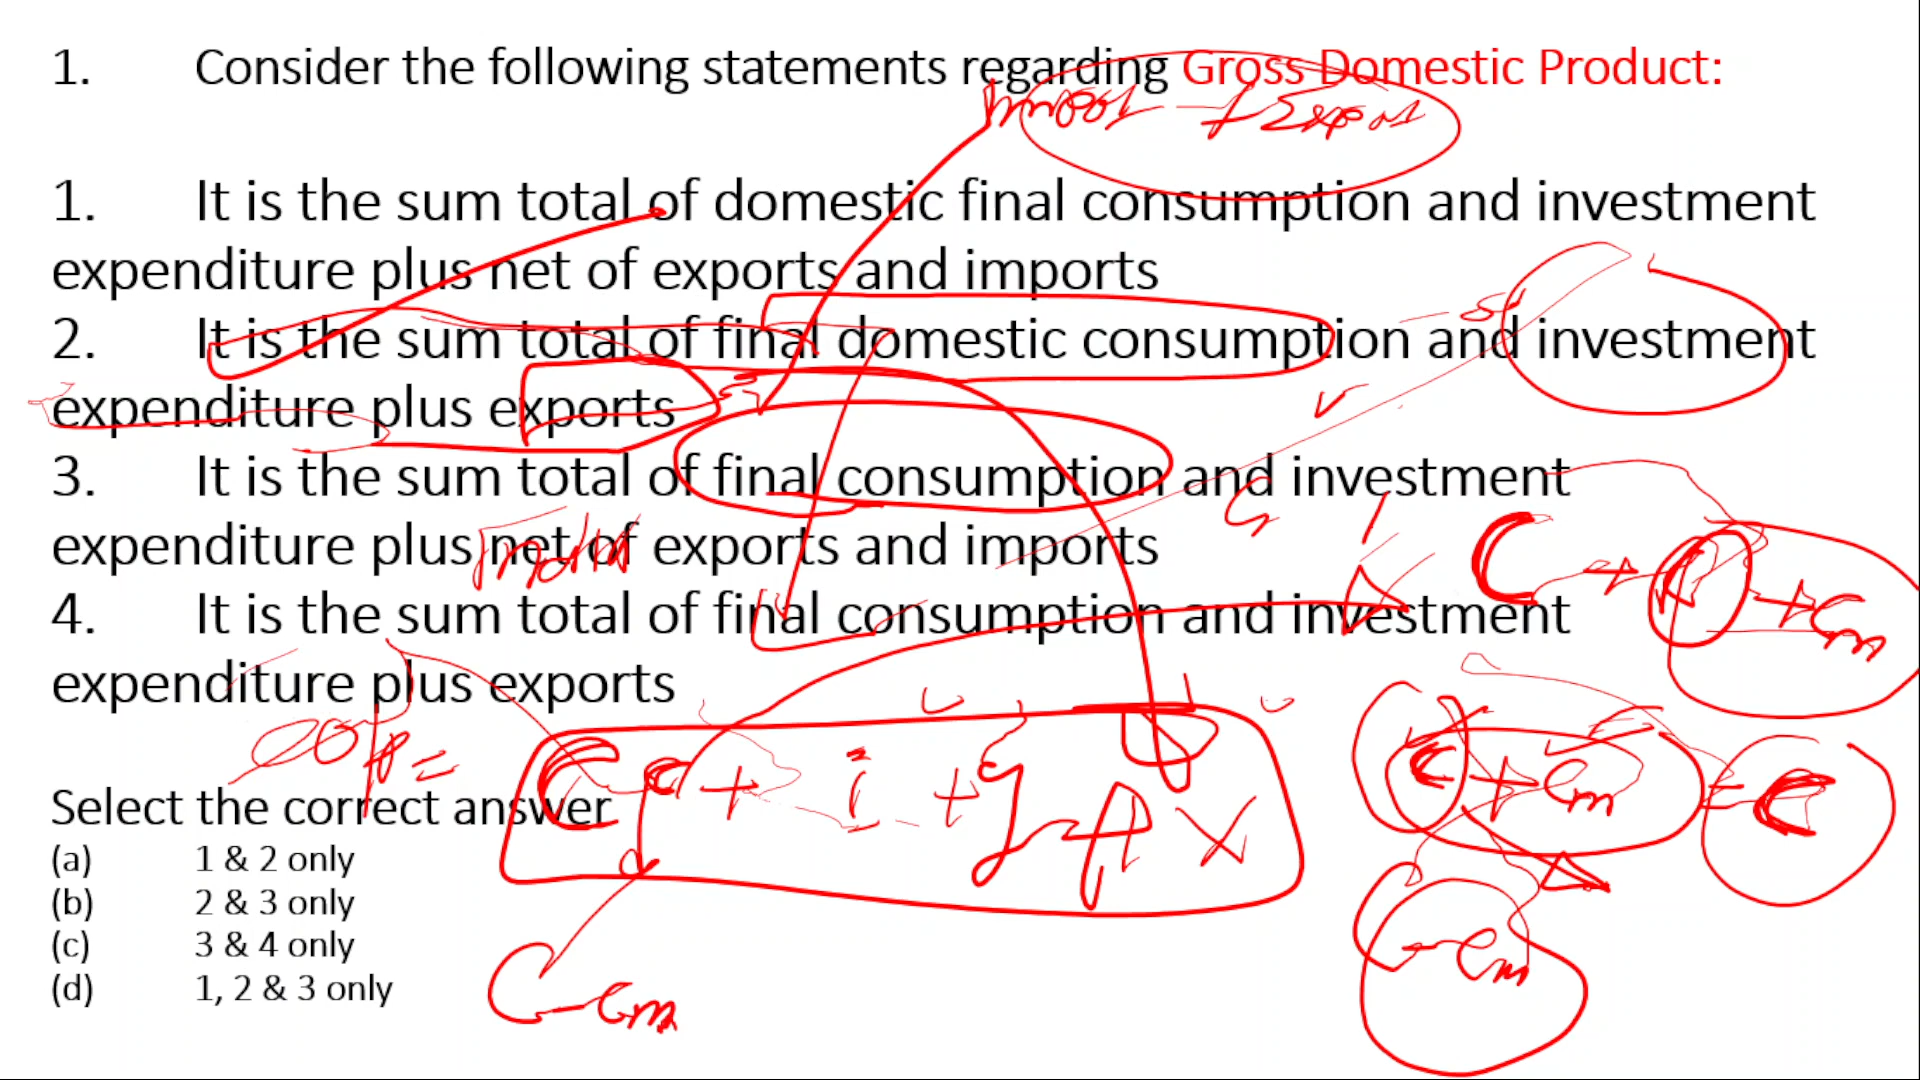 1. Consider the following statements regarding Gross Domestic Product:
1. It is the sum total of domestic final consumption and investment
expenditure plus net of exports and imports
2. It is the sum total of final domestic consumption and investment
expenditure plus exports
3. It is the sum total of final consumption and investment
expenditure plus net of exports and imports
4. It is the sum total of final consumption and investment
expenditure plus exports
Select the correct answer
(a) 1 & 2 only
(b) 2 & 3 only
(c) 3 & 4 only
(d) 1, 2 & 3 only
C + i + g + X
C - Cm